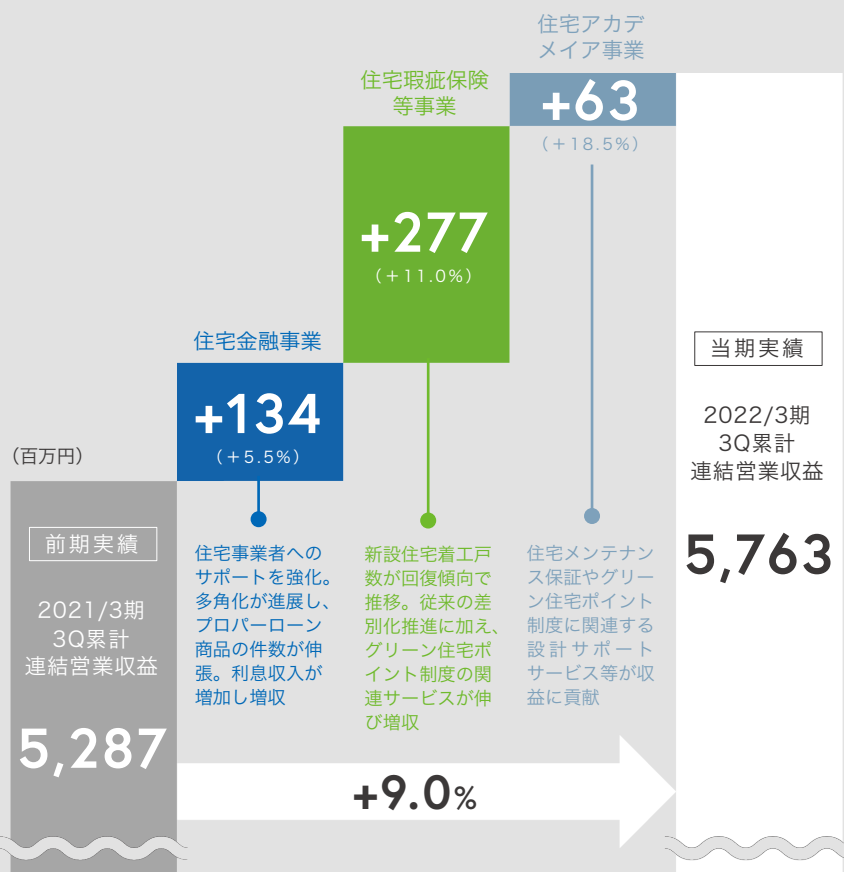 （百万円）
前期実績
2021/3期
3Q累計
連結営業収益
5,287
住宅金融事業
+134
（+5.5%）
住宅事業者への
サポートを強化。
多角化が進展し、
プロパーローン
商品の件数が伸
張。利息収入が
増加し増収
住宅瑕疵保険
等事業
+277
（+11.0%）
新設住宅着工戸
数が回復傾向で
推移。従来の差
別化推進に加え、
グリーン住宅ポ
イント制度の関
連サービスが伸
び増収
住宅アカデ
メイア事業
+63
（+18.5%）
住宅メンテナン
ス保証やグリー
ン住宅ポイント
制度に関連する
設計サポート
サービス等が収
益に貢献
当期実績
2022/3期
3Q累計
連結営業収益
5,763
+9.0%